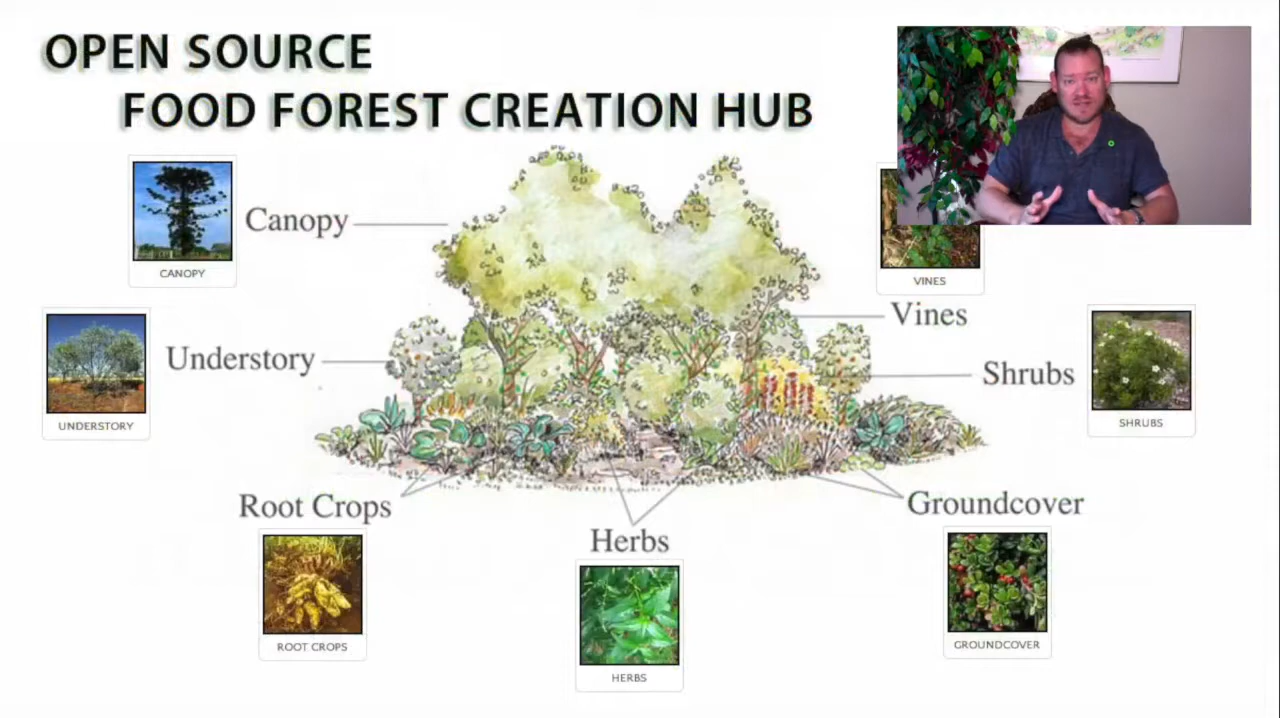 OPEN SOURCE
FOOD FOREST CREATION HUB
CANOPY
Canopy
VINES
Vines
UNDERSTORY
Understory
Shrubs
SHRUBS
Root Crops
ROOT CROPS
Herbs
HERBS
Groundcover
GROUNDCOVER